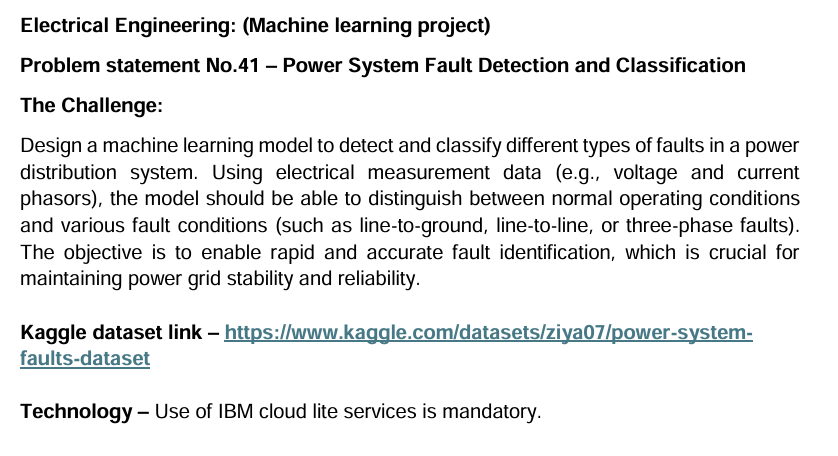 Electrical Engineering: (Machine learning project)
Problem statement No.41 – Power System Fault Detection and Classification
The Challenge:
Design a machine learning model to detect and classify different types of faults in a power
distribution system. Using electrical measurement data (e.g., voltage and current
phasors), the model should be able to distinguish between normal operating conditions
and various fault conditions (such as line-to-ground, line-to-line, or three-phase faults).
The objective is to enable rapid and accurate fault identification, which is crucial for
maintaining power grid stability and reliability.
Kaggle dataset link – https://www.kaggle.com/datasets/ziya07/power-system-
faults-dataset
Technology – Use of IBM cloud lite services is mandatory.